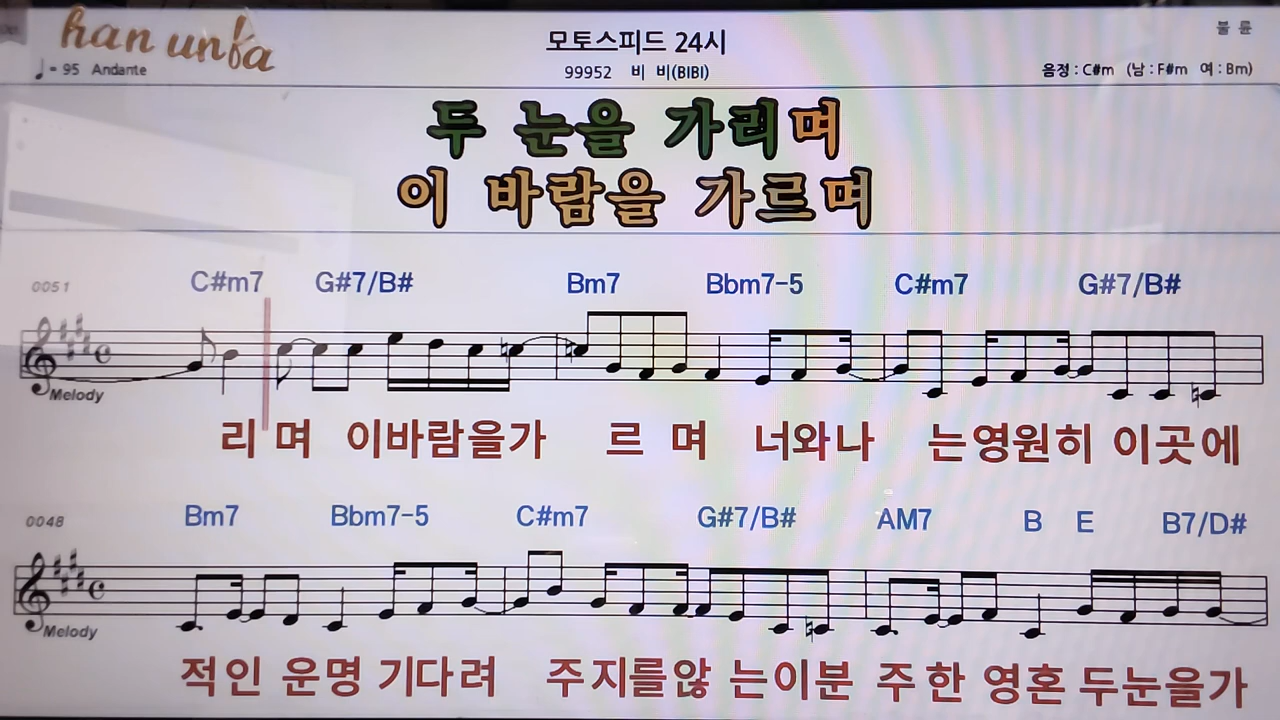 han unba
불 륜
모토스피드 24시
♩= 95 Andante
99952 비 비(BIBI)
음정 : C#m (남 : F#m 여 : Bm)
두 눈을 가리며
이 바람을 가르며
0051 C#m7 G#7/B# Bm7 Bbm7-5 C#m7 G#7/B#
Melody
리 며 이바람을가 르 며 너와나 는영원히 이곳에
0048 Bm7 Bbm7-5 C#m7 G#7/B# AM7 B E B7/D#
Melody
적인 운명 기다려 주지를않 는이분 주한 영혼 두눈을가